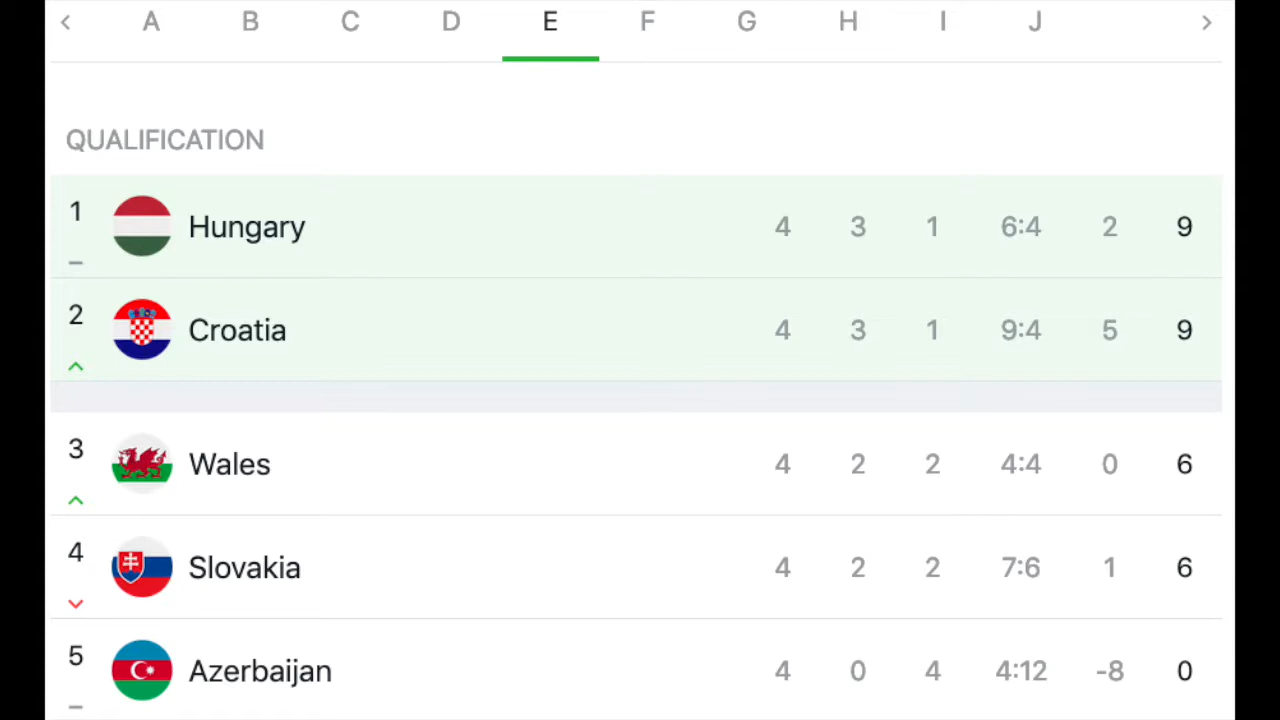 A B C D E F G H I J
QUALIFICATION
1 Hungary 4 3 1 6:4 2 9
2 Croatia 4 3 1 9:4 5 9
3 Wales 4 2 2 4:4 0 6
4 Slovakia 4 2 2 7:6 1 6
5 Azerbaijan 4 0 4 4:12 -8 0